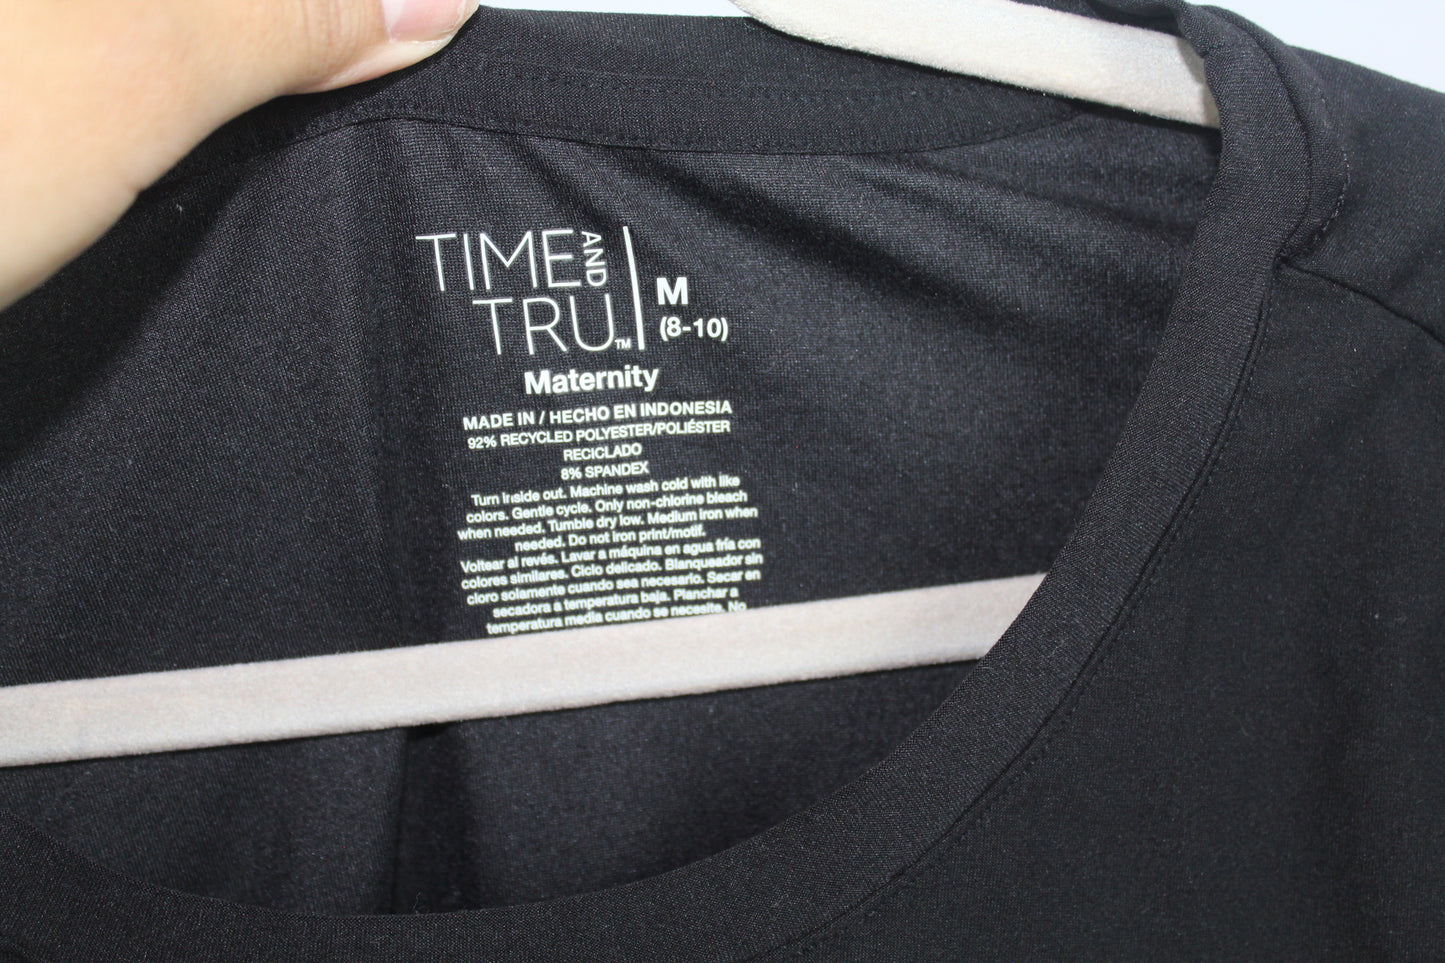 TIME AND
TRU™
M
(8-10)
Maternity
MADE IN / HECHO EN INDONESIA
92% RECYCLED POLYESTER/POLIÉSTER
RECICLADO
8% SPANDEX
Turn inside out. Machine wash cold with like
colors. Gentle cycle. Only non-chlorine bleach
when needed. Tumble dry low. Medium iron when
needed. Do not iron print/motif.
Voltear al revés. Lavar a máquina en agua fría con
colores similares. Ciclo delicado. Blanqueador sin
cloro solamente cuando sea necesario. Secar en
secadora a temperatura baja. Planchar a
temperatura media cuando se necesite. No